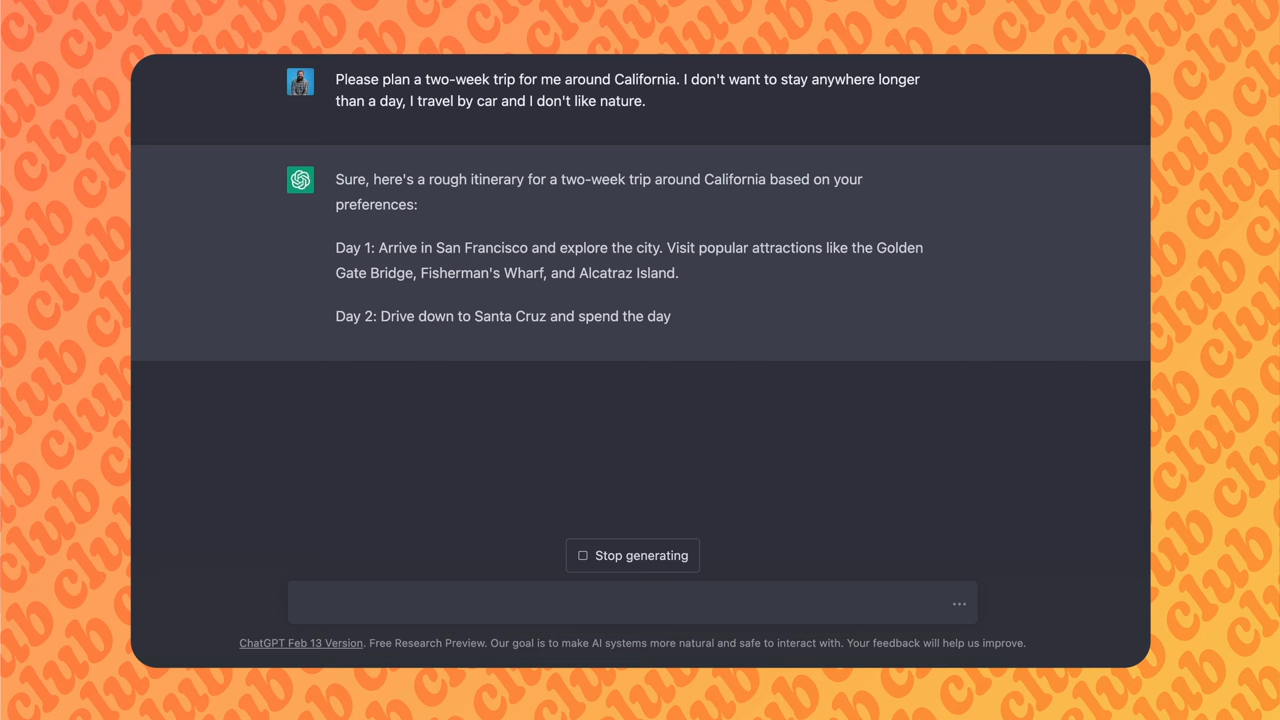 Please plan a two-week trip for me around California. I don't want to stay anywhere longer
than a day, I travel by car and I don't like nature.
Sure, here's a rough itinerary for a two-week trip around California based on your
preferences:
Day 1: Arrive in San Francisco and explore the city. Visit popular attractions like the Golden
Gate Bridge, Fisherman's Wharf, and Alcatraz Island.
Day 2: Drive down to Santa Cruz and spend the day
Stop generating
ChatGPT Feb 13 Version. Free Research Preview. Our goal is to make AI systems more natural and safe to interact with. Your feedback will help us improve.
club